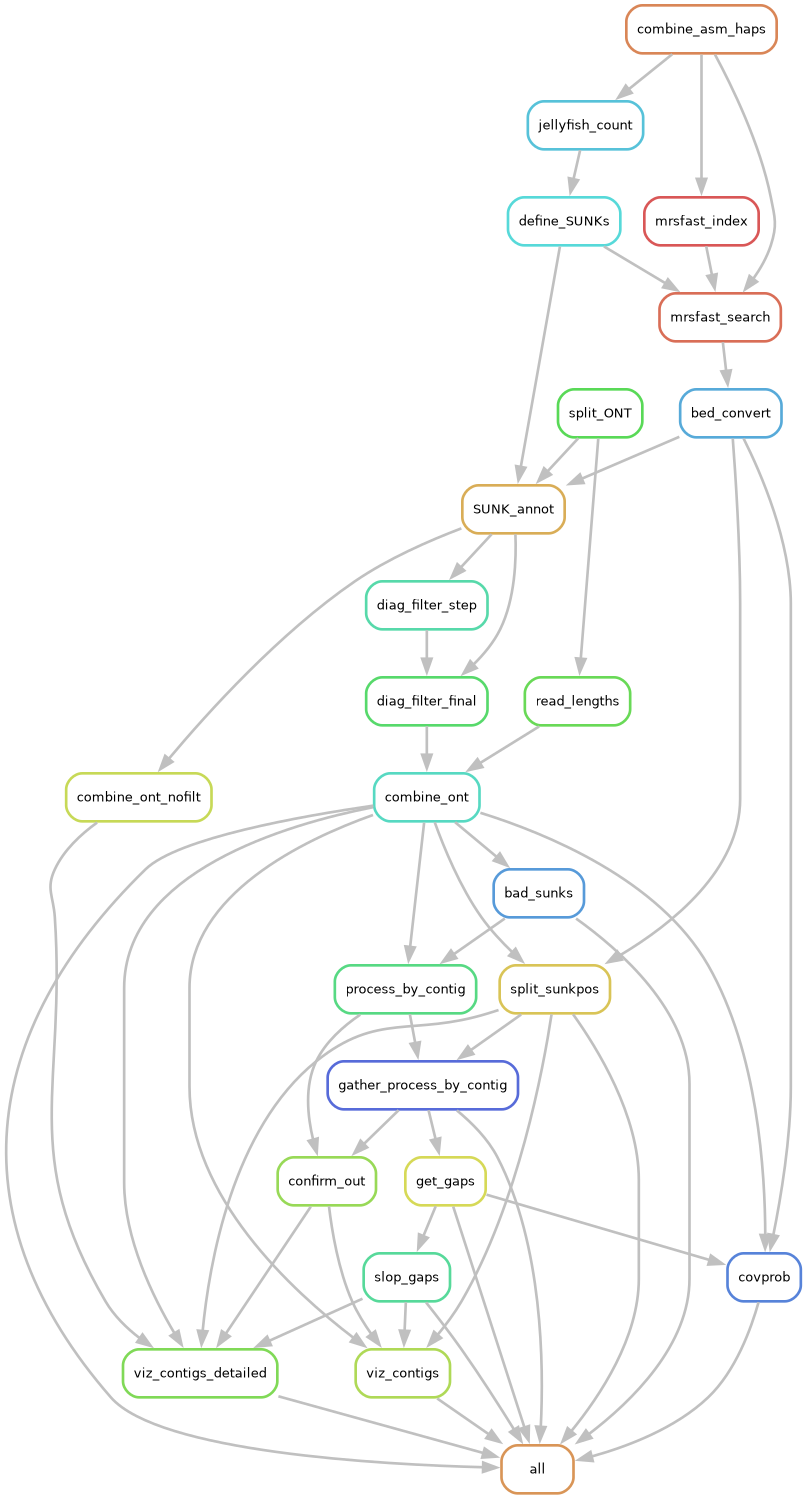 combine_asm_haps
jellyfish_count
define_SUNKs
mrsfast_index
mrsfast_search
split_ONT
bed_convert
SUNK_annot
diag_filter_step
diag_filter_final
read_lengths
combine_ont_nofilt
combine_ont
bad_sunks
process_by_contig
split_sunkpos
gather_process_by_contig
confirm_out
get_gaps
slop_gaps
covprob
viz_contigs_detailed
viz_contigs
all